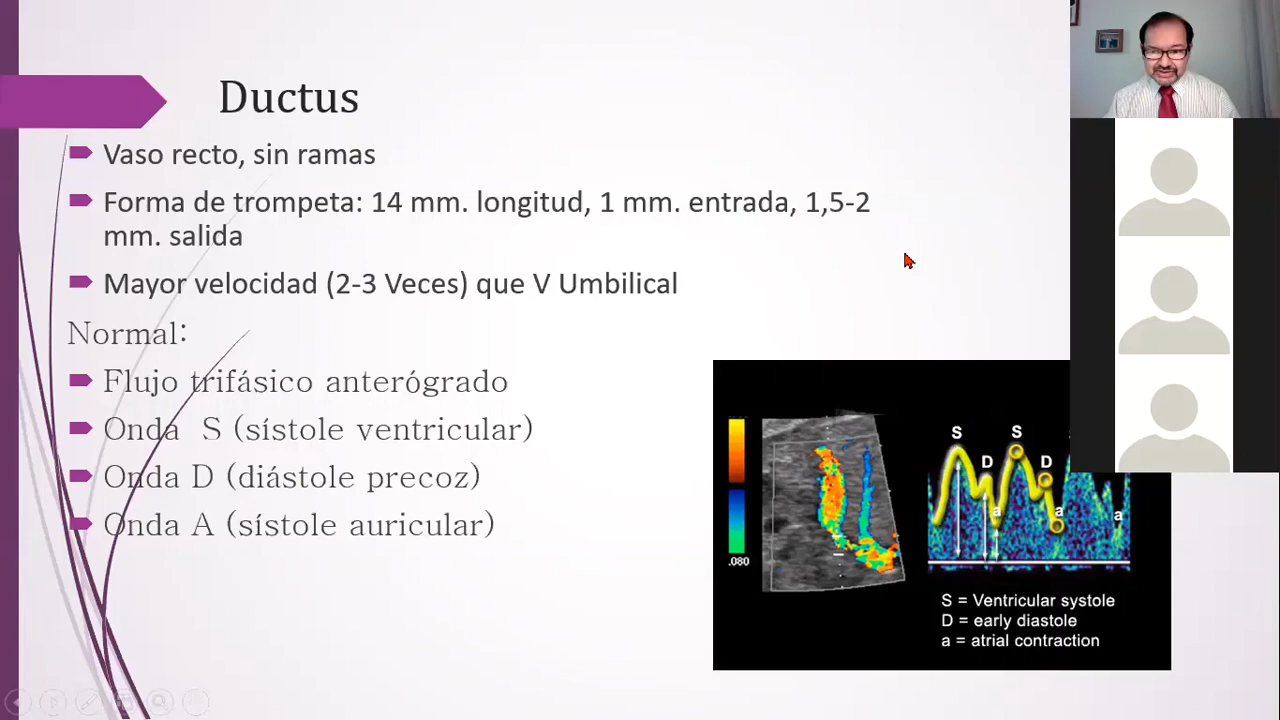 Ductus
Vaso recto, sin ramas
Forma de trompeta: 14 mm. longitud, 1 mm. entrada, 1,5-2
mm. salida
Mayor velocidad (2-3 Veces) que V Umbilical
Normal:
Flujo trifásico anterógrado
Onda  S (sístole ventricular)
Onda D (diástole precoz)
Onda A (sístole auricular)
.080
S
D
a
S
D
a
a
S = Ventricular systole
D = early diastole
a = atrial contraction